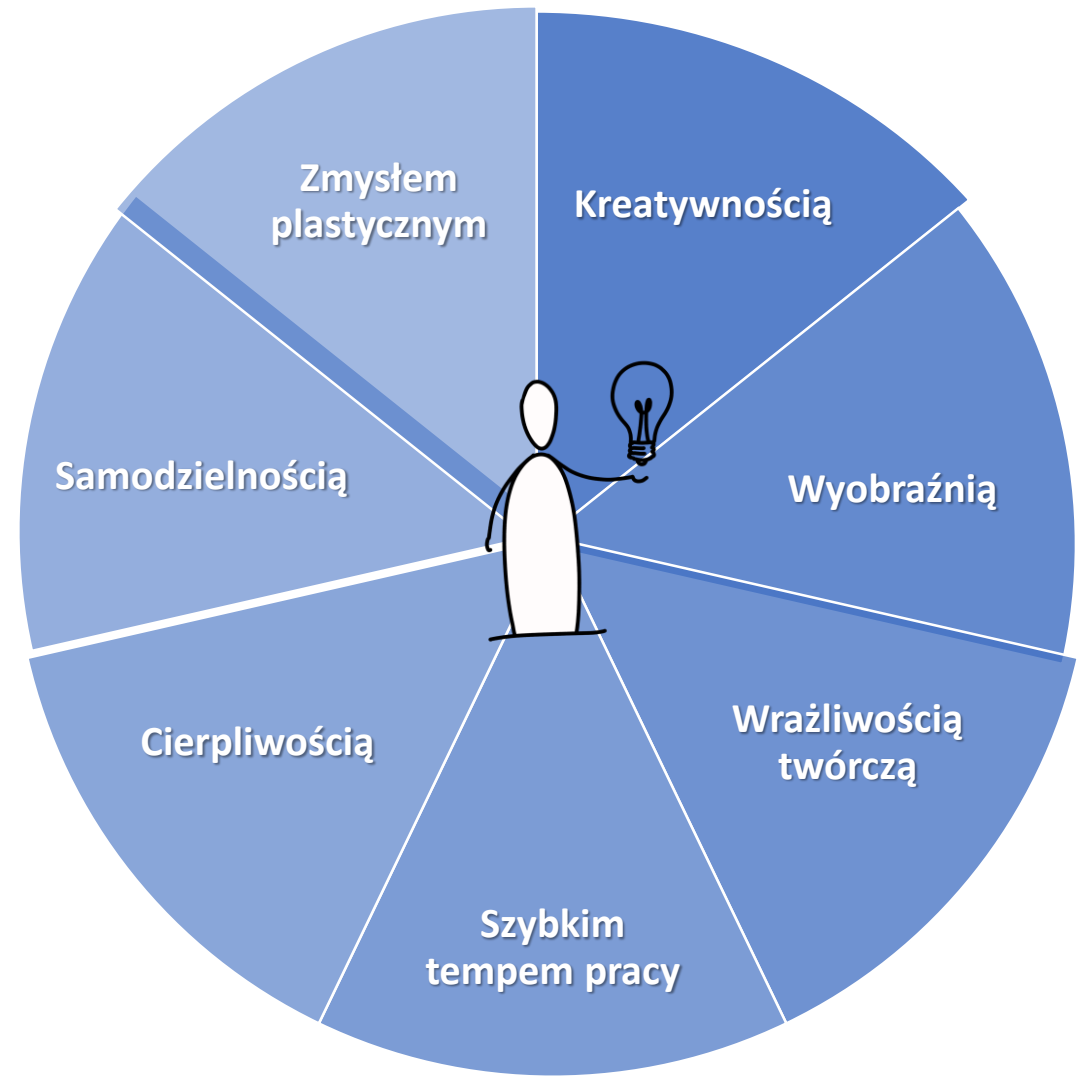 Zmysłem
plastycznym
Kreatywnością
Samodzielnością
Wyobraźnią
Cierpliwością
Wrażliwością
twórczą
Szybkim
tempem pracy